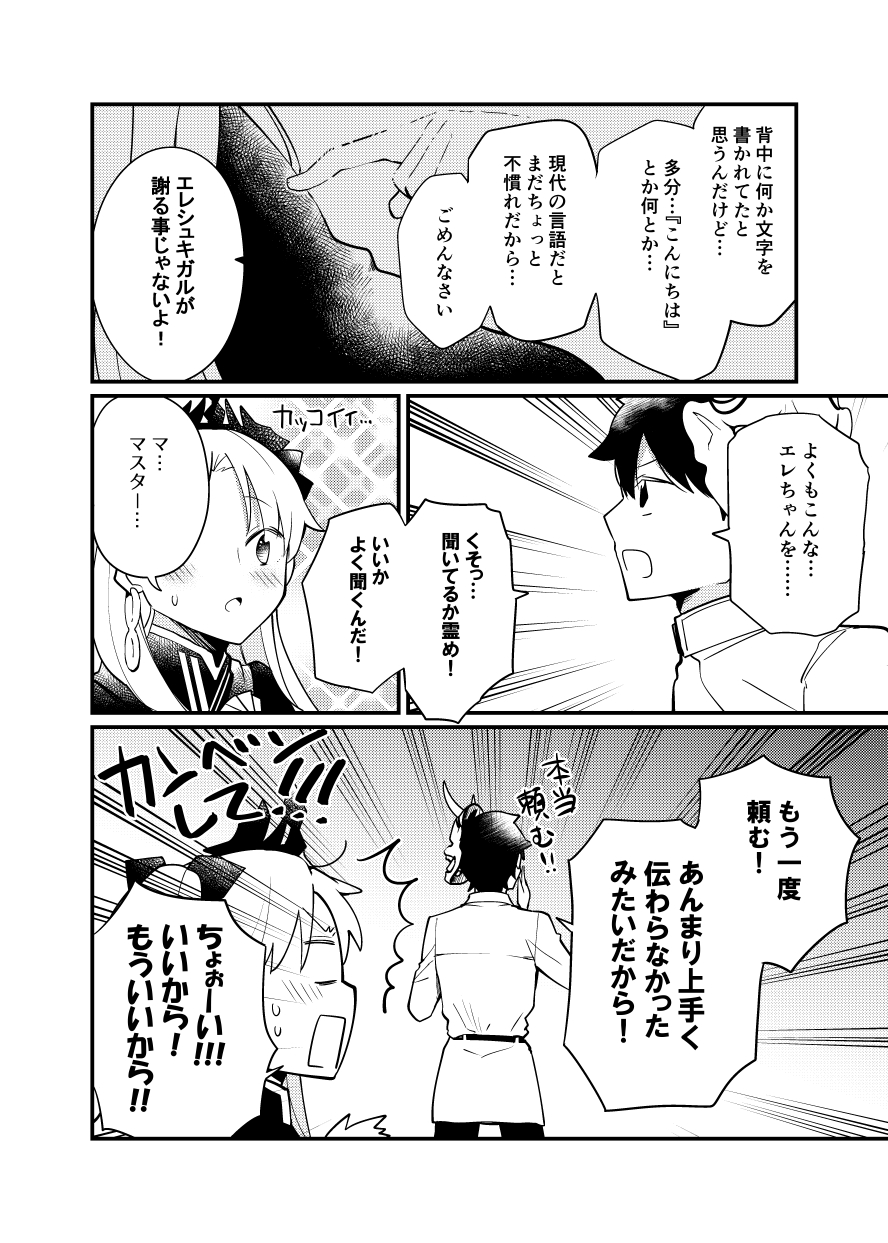 背中に何か文字を
書かれてたと
思うんだけど…
多分…『こんにちは』
とか何とか…
現代の言語だと
まだちょっと
不慣れだから…
ごめんなさい
エレシュキガルが
謝る事じゃないよ！
よくもこんな…
エレちゃんを……
くそっ…
聞いてるか霊め！
いいか
よく聞くんだ！
カッコイイ…
マ…
マスター…
もう一度
頼む！
あんまり上手く
伝わらなかった
みたいだから！
本当
頼む!!
カンベン
して!!!
ちょぉーい!!!
いいから！
もういいから!!